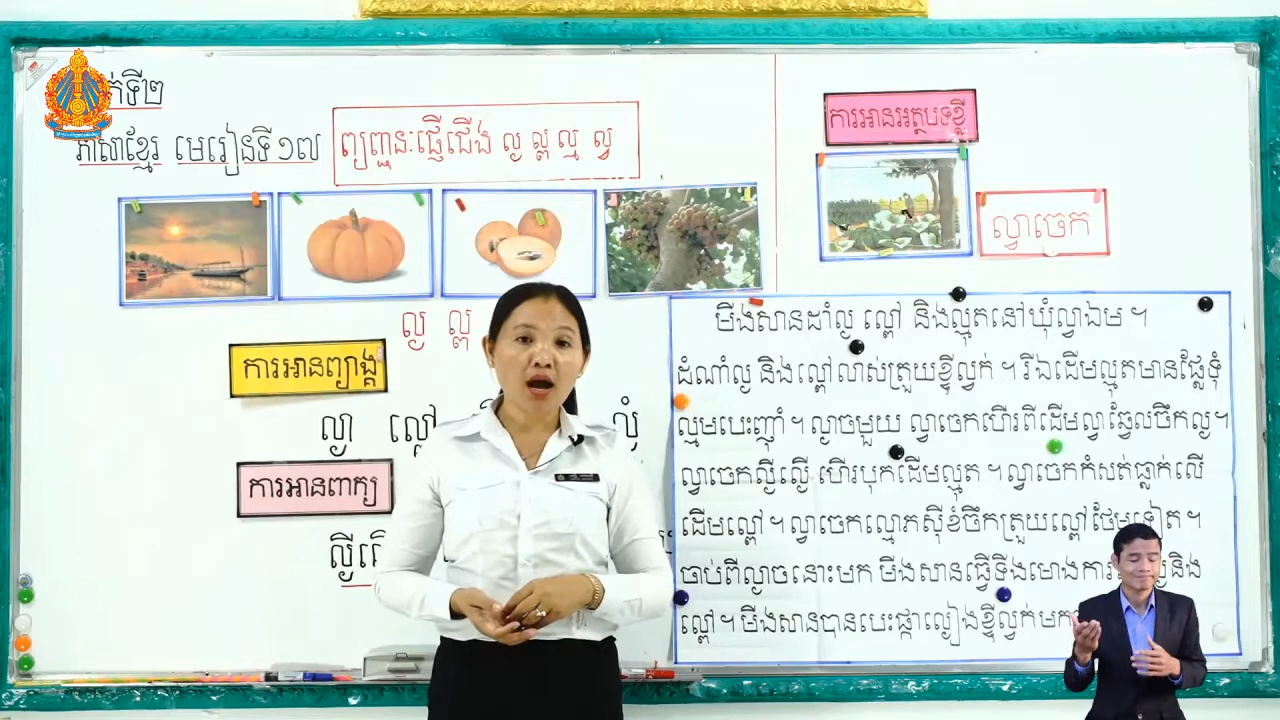 ភាសាខ្មែរ មេរៀនទី ១៧
ព្យញ្ជនៈផ្ញើជើង ល្ង ល្ព ល្ម ល្វ
ការអានអត្ថបទខ្លី
ល្វាចេក
ល្ង ល្ព
ការអានព្យាង្គ
ល្ងា ល្ពៅ
ការអានពាក្យ
មីងសានដាំល្ង ល្ពៅ និងល្មុតនៅឃុំល្វាឯម ។
ដំណាំល្ង និងល្ពៅលាស់ត្រួយខ្ចីល្វក់ ។ រីឯដើមល្មុតមានផ្លែទុំ
ល្មមបេះញ៉ាំ ។ ល្ងាចមួយ ល្វាចេកហើរពីដើមល្វា ឆ្វែលចឹកល្ង ។
ល្វាចេកល្ងីល្ងើ ហើរបុកដើមល្មុត ។ ល្វាចេកកំសត់ធ្លាក់លើ
ដើមល្ពៅ ។ ល្វាចេកល្មោភស៊ីខំចឹកត្រួយល្ពៅថែមទៀត ។
ចាប់ពីល្ងាចនោះមក មីងសានធ្វើទីងមោងការ និង
ល្ពៅ ។ មីងសានបានបេះផ្កាល្ងៀងខ្ចីល្វក់មក